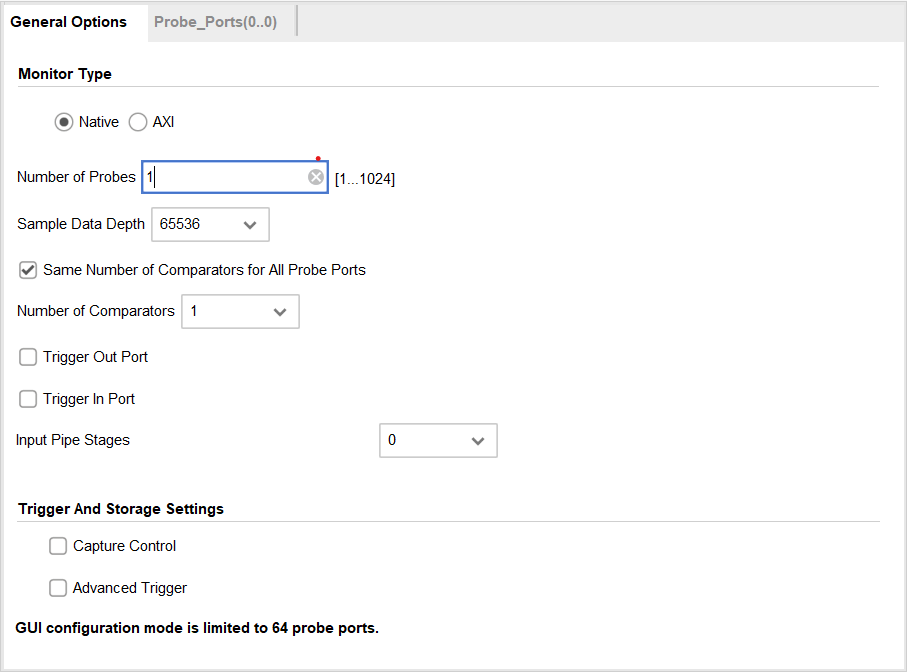 General Options Probe_Ports(0..0)
Monitor Type
Native AXI
Number of Probes 1 [1...1024]
Sample Data Depth 65536
Same Number of Comparators for All Probe Ports
Number of Comparators 1
Trigger Out Port
Trigger In Port
Input Pipe Stages 0
Trigger And Storage Settings
Capture Control
Advanced Trigger
GUI configuration mode is limited to 64 probe ports.